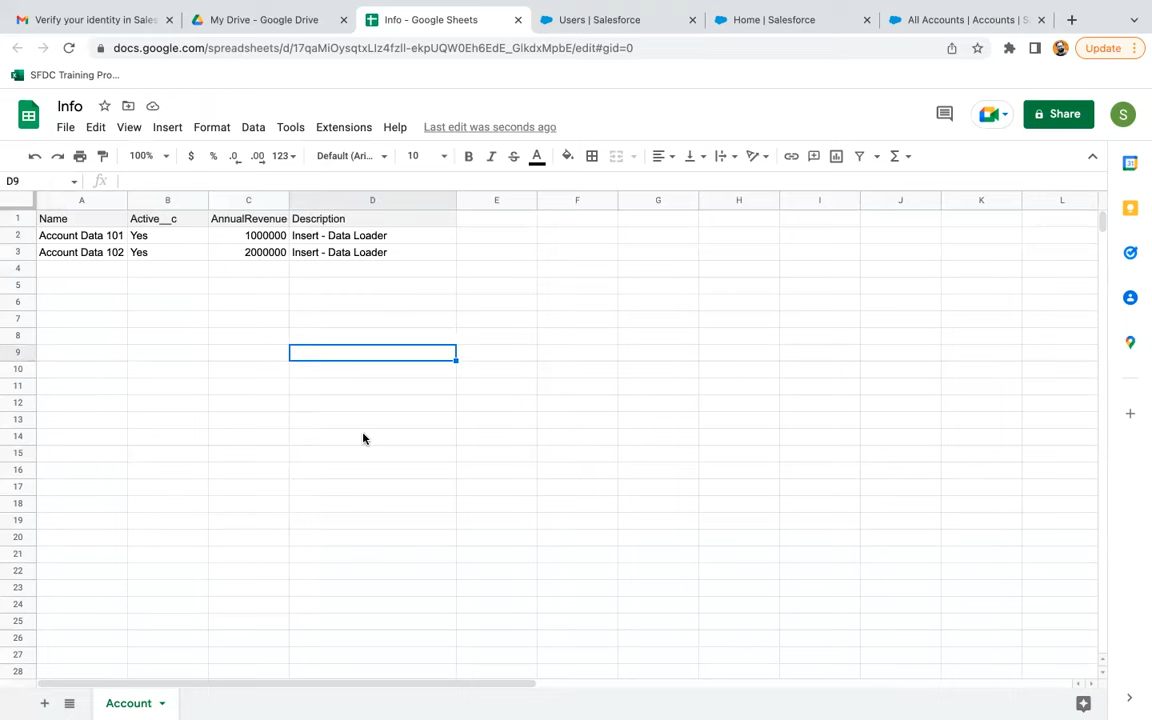 Verify your identity in Sales
My Drive - Google Drive
Info - Google Sheets
Users | Salesforce
Home | Salesforce
All Accounts | Accounts | S
docs.google.com/spreadsheets/d/17qaMiOysqtxLIz4fzlI-ekpUQW0Eh6EdE_GlkdxMpbE/edit#gid=0
Update
SFDC Training Pro...
Info
File Edit View Insert Format Data Tools Extensions Help Last edit was seconds ago
Share
S
100% $ % .0 .00 123 Default (Ari... 10 B I S A
D9 fx
A B C D E F G H I J K L
1 Name Active__c AnnualRevenue Description
2 Account Data 101 Yes 1000000 Insert - Data Loader
3 Account Data 102 Yes 2000000 Insert - Data Loader
4
5
6
7
8
9
10
11
12
13
14
15
16
17
18
19
20
21
22
23
24
25
26
27
28
Account